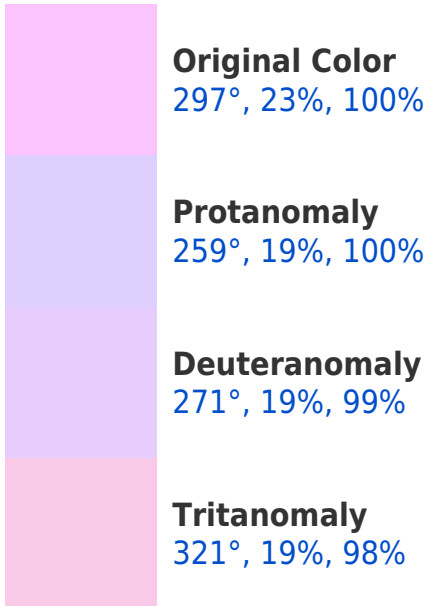 Original Color
297°, 23%, 100%
Protanomaly
259°, 19%, 100%
Deuteranomaly
271°, 19%, 99%
Tritanomaly
321°, 19%, 98%